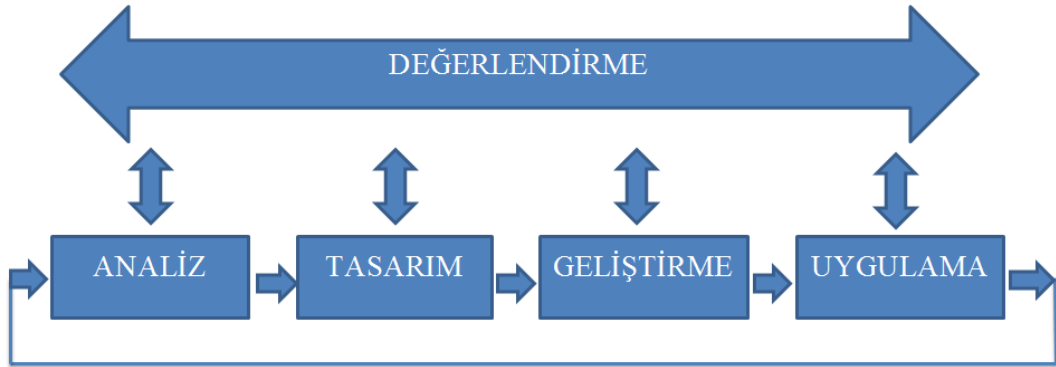 DEĞERLENDİRME
ANALİZ
TASARIM
GELİŞTİRME
UYGULAMA